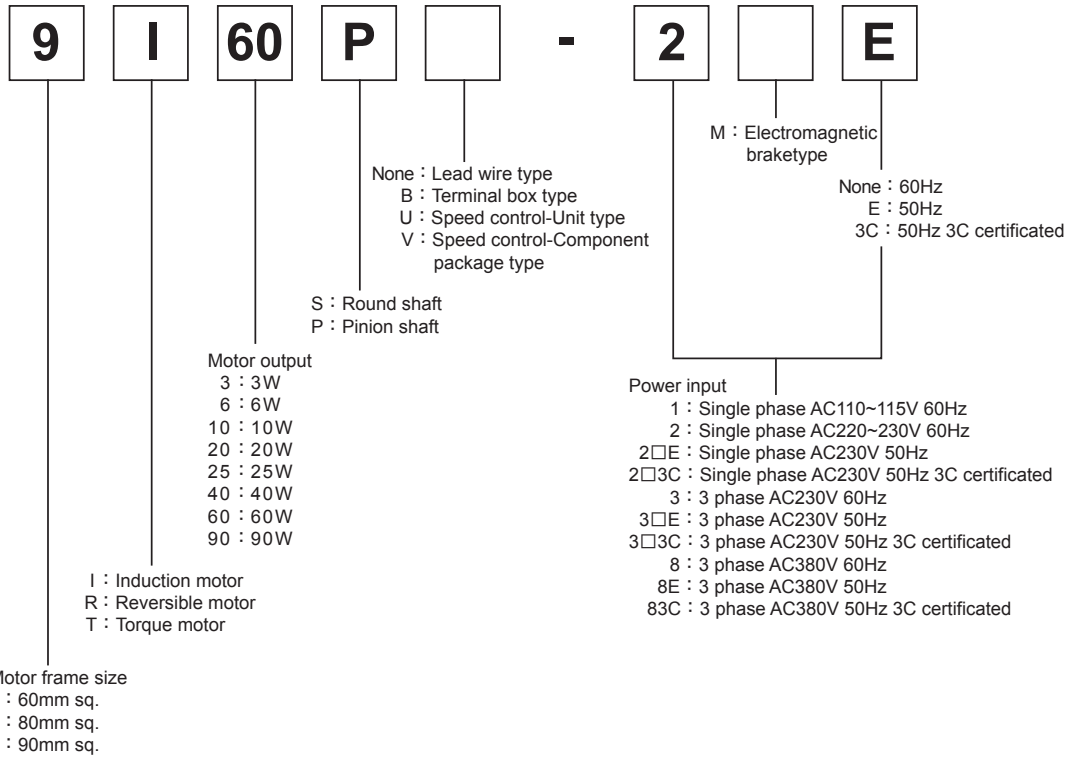 9 I 60 P - 2 E
M：Electromagnetic
braketype
None：Lead wire type
B：Terminal box type
U：Speed control-Unit type
V：Speed control-Component
package type
None：60Hz
E：50Hz
3C：50Hz 3C certificated
S：Round shaft
P：Pinion shaft
Motor output
3：3W
6：6W
10：10W
20：20W
25：25W
40：40W
60：60W
90：90W
Power input
1：Single phase AC110~115V 60Hz
2：Single phase AC220~230V 60Hz
2□E：Single phase AC230V 50Hz
2□3C：Single phase AC230V 50Hz 3C certificated
3：3 phase AC230V 60Hz
3□E：3 phase AC230V 50Hz
3□3C：3 phase AC230V 50Hz 3C certificated
8：3 phase AC380V 60Hz
8E：3 phase AC380V 50Hz
83C：3 phase AC380V 50Hz 3C certificated
I：Induction motor
R：Reversible motor
T：Torque motor
Motor frame size
：60mm sq.
：80mm sq.
：90mm sq.